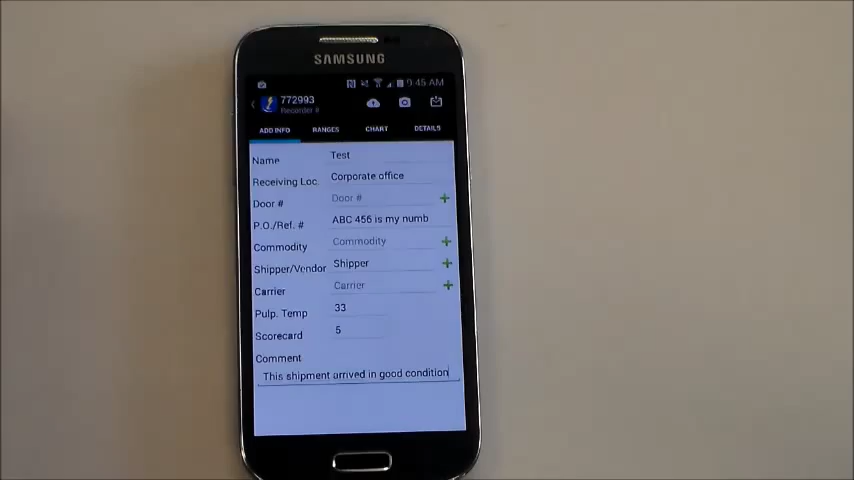 SAMSUNG
9:45 AM
772993
Recorder #
ADD INFO RANGES CHART DETAILS
Name Test
Receiving Loc. Corporate office
Door # Door #
P.O./Ref. # ABC 456 is my numb
Commodity Commodity
Shipper/Vendor Shipper
Carrier Carrier
Pulp. Temp 33
Scorecard 5
Comment
This shipment arrived in good condition